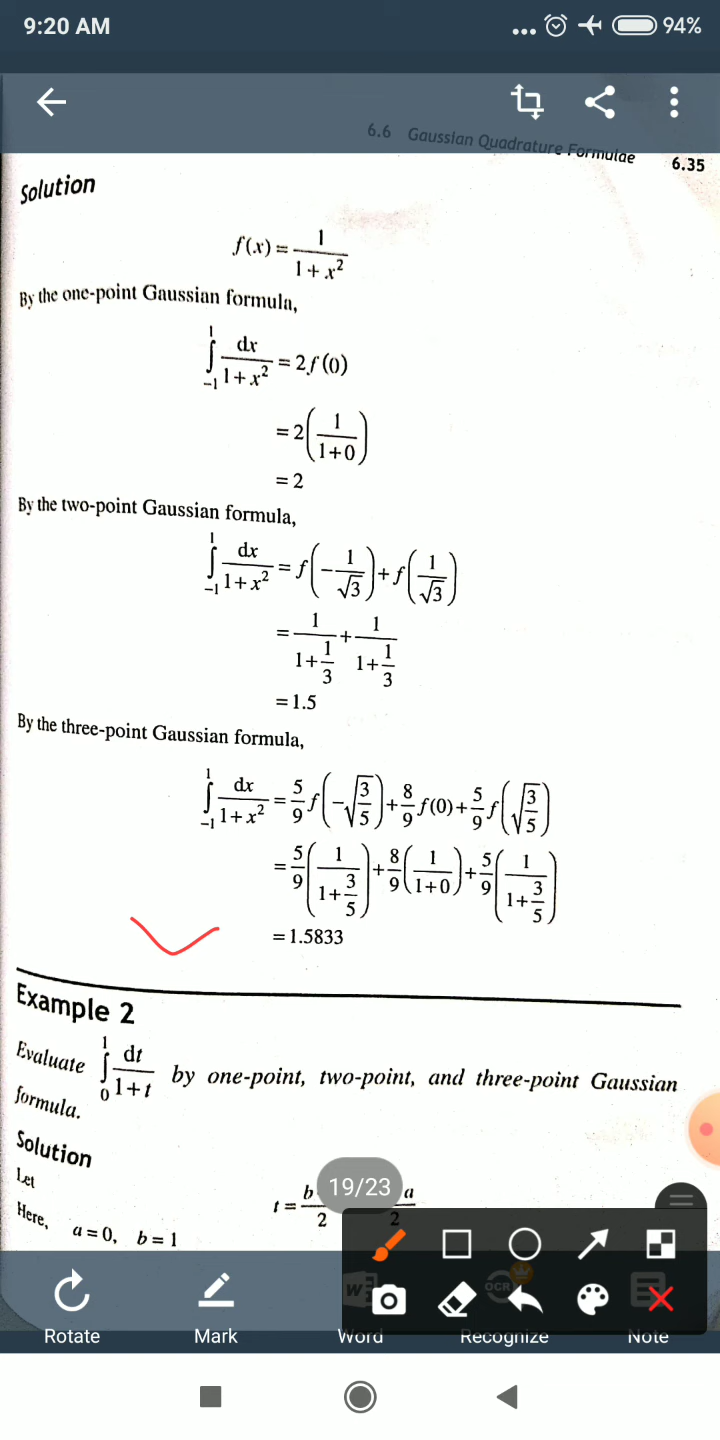 9:20 AM
94%
6.6 Gaussian Quadrature Formulae 6.35
Solution
f(x) = 1/(1 + x²)
By the one-point Gaussian formula,
∫₋₁¹ dx/(1 + x²) = 2f(0)
= 2(1/(1+0))
= 2
By the two-point Gaussian formula,
∫₋₁¹ dx/(1 + x²) = f(−1/√3) + f(1/√3)
= 1/(1+1/3) + 1/(1+1/3)
= 1.5
By the three-point Gaussian formula,
∫₋₁¹ dx/(1 + x²) = 5/9 f(−√(3/5)) + 8/9 f(0) + 5/9 f(√(3/5))
= 5/9 (1/(1+3/5)) + 8/9 (1/(1+0)) + 5/9 (1/(1+3/5))
= 1.5833
Example 2
Evaluate ∫₀¹ dt/(1+t) by one-point, two-point, and three-point Gaussian
formula.
Solution
Let
t = b/2 a/2
19/23
Here, a = 0, b = 1
W OCR
Rotate Mark Word Recognize Note